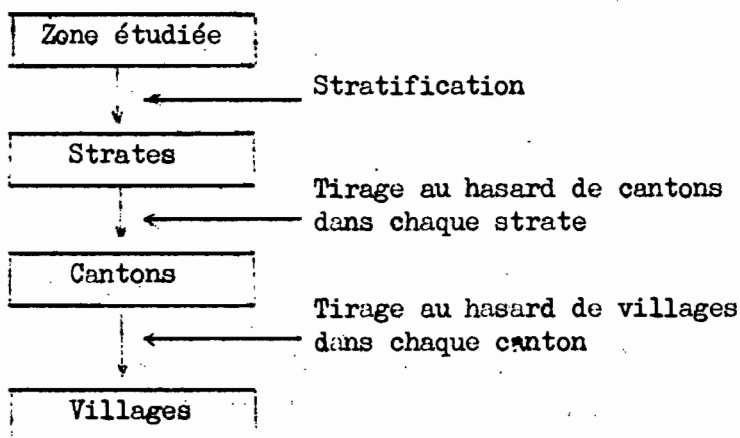 Zone étudiée
Stratification
Strates
Tirage au hasard de cantons
dans chaque strate
Cantons
Tirage au hasard de villages
dans chaque canton
Villages